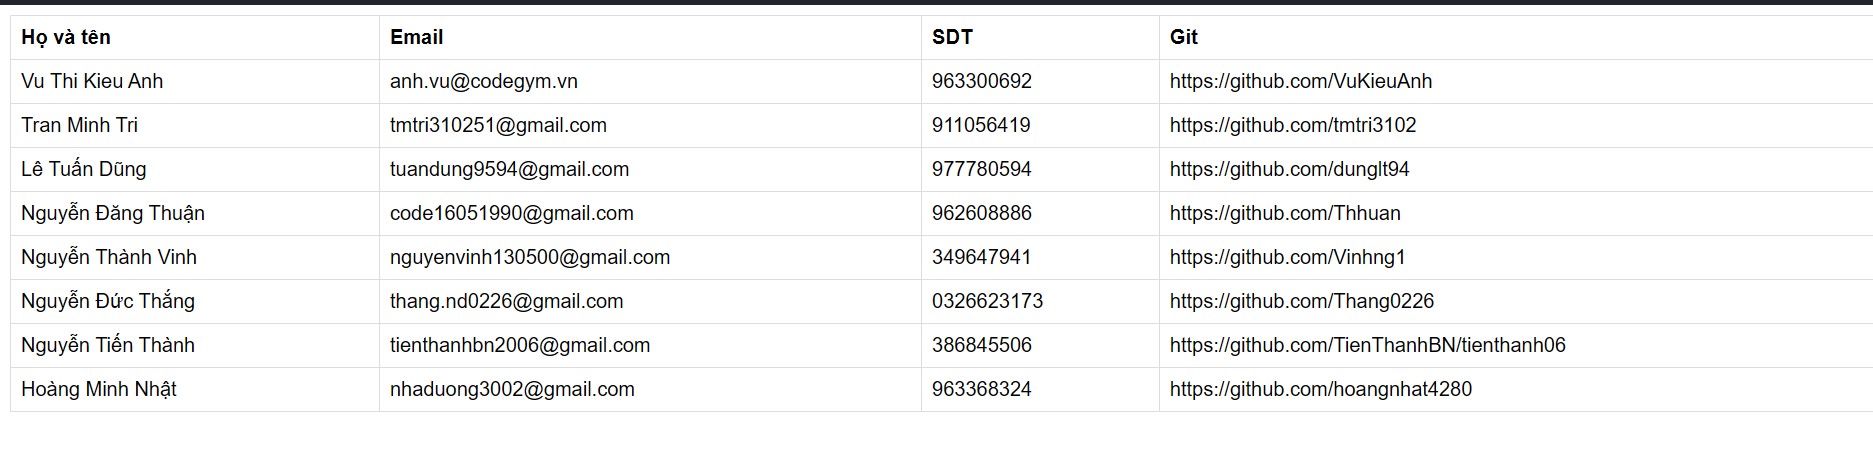 Họ và tên Email SDT Git
Vu Thi Kieu Anh anh.vu@codegym.vn 963300692 https://github.com/VuKieuAnh
Tran Minh Tri tmtri310251@gmail.com 911056419 https://github.com/tmtri3102
Lê Tuấn Dũng tuandung9594@gmail.com 977780594 https://github.com/dunglt94
Nguyễn Đăng Thuận code16051990@gmail.com 962608886 https://github.com/Thhuan
Nguyễn Thành Vinh nguyenvinh130500@gmail.com 349647941 https://github.com/Vinhng1
Nguyễn Đức Thắng thang.nd0226@gmail.com 0326623173 https://github.com/Thang0226
Nguyễn Tiến Thành tienthanhbn2006@gmail.com 386845506 https://github.com/TienThanhBN/tienthanh06
Hoàng Minh Nhật nhaduong3002@gmail.com 963368324 https://github.com/hoangnhat4280